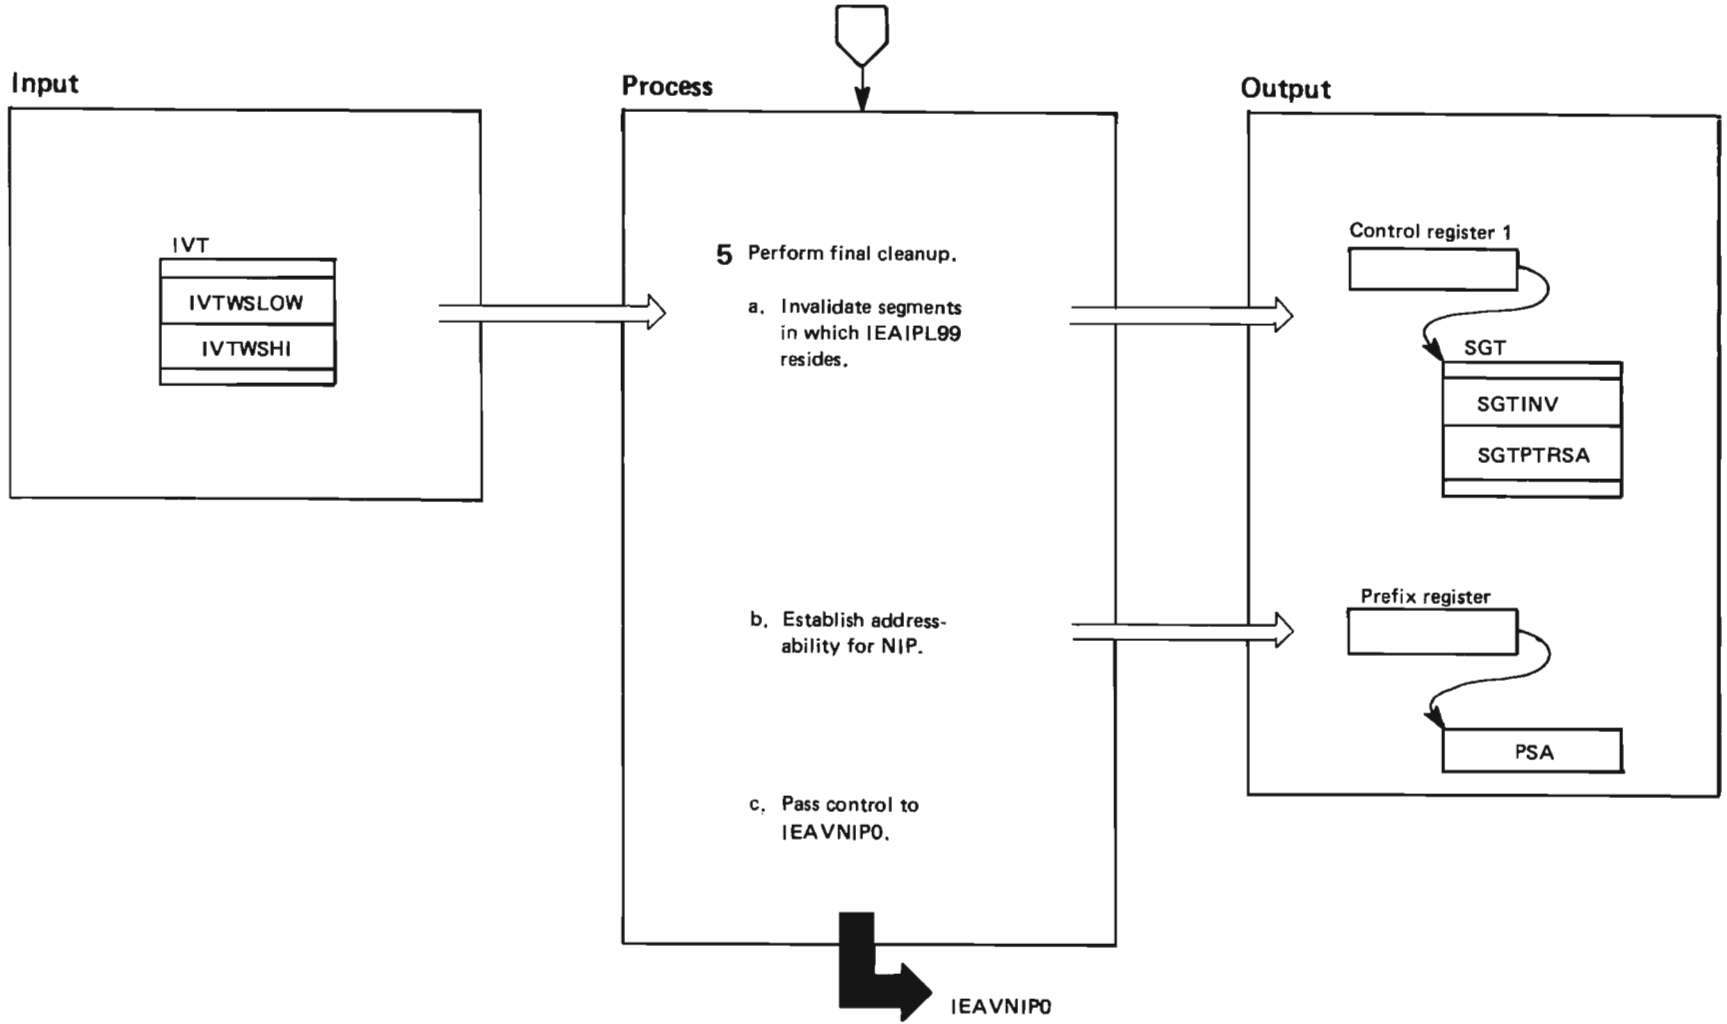 Input
IVT
IVTWSLOW
IVTWSHI
Process
5 Perform final cleanup.
a. Invalidate segments
in which IEAIPL99
resides.
b. Establish address-
ability for NIP.
c. Pass control to
IEAVNIP0.
IEAVNIP0
Output
Control register 1
SGT
SGTINV
SGTPTRSA
Prefix register
PSA